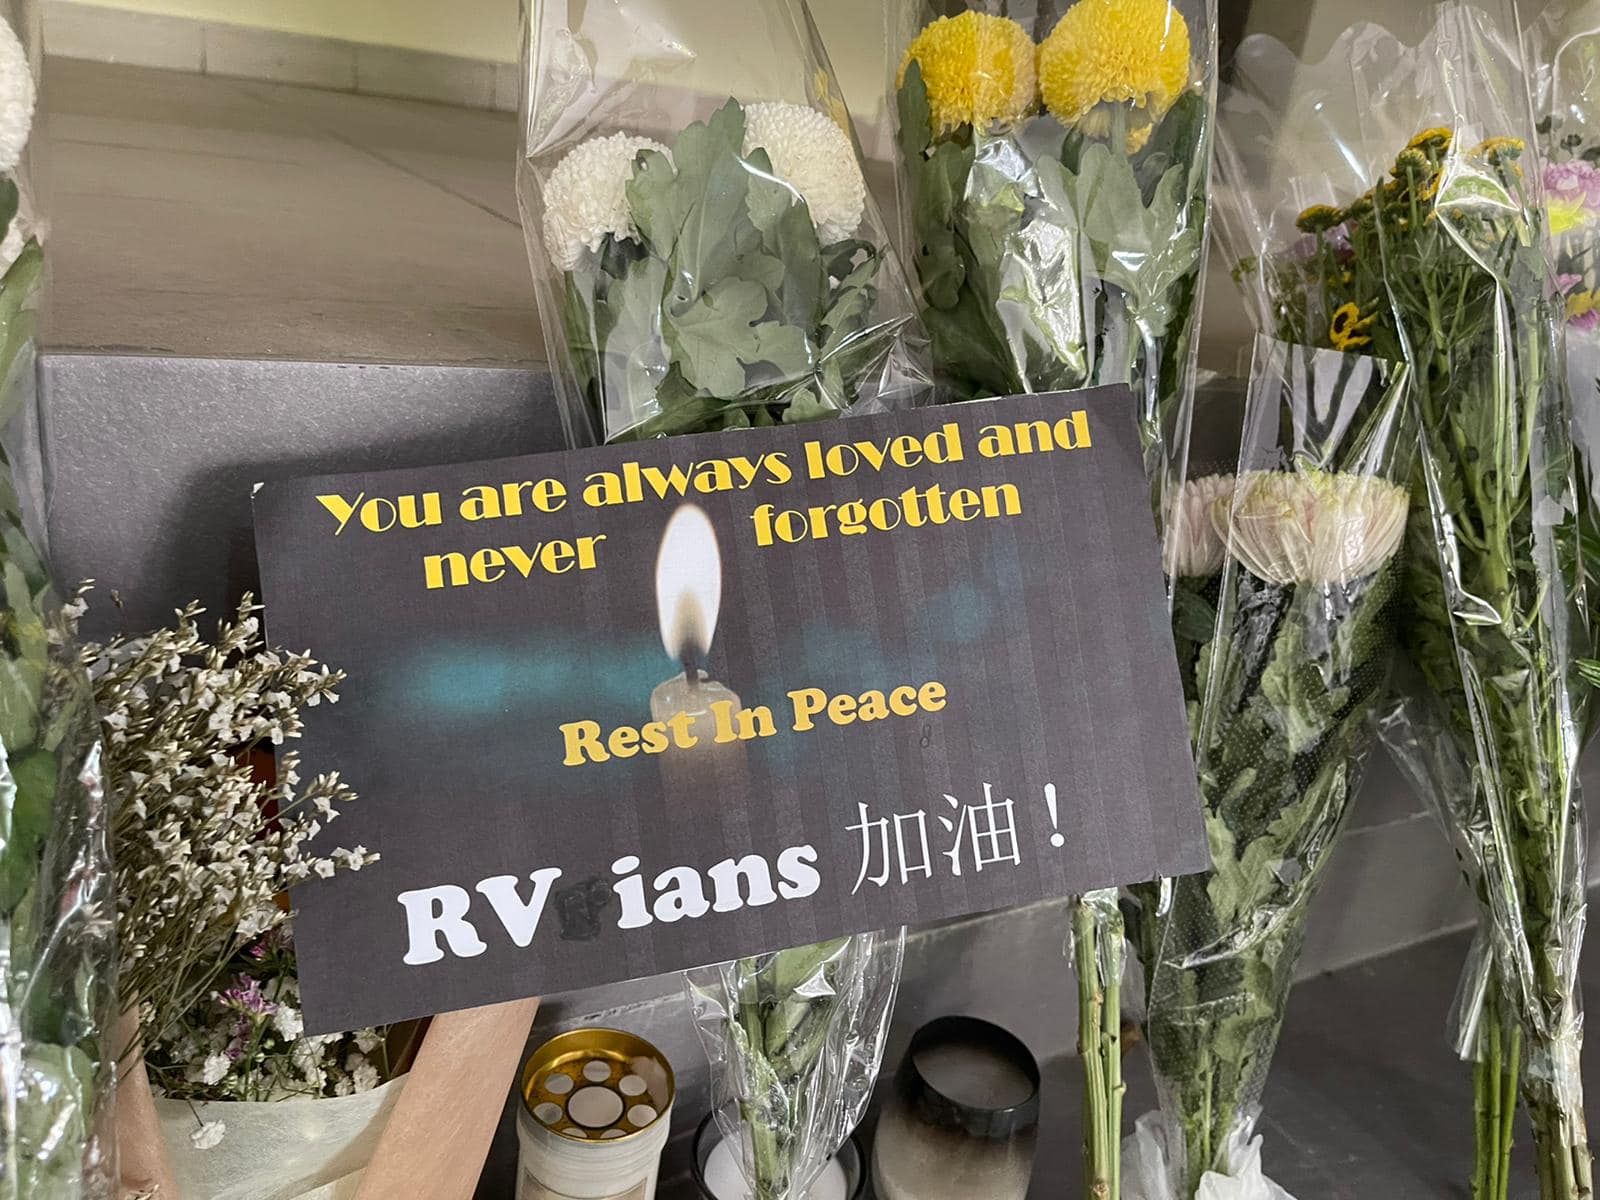 You are always loved and
never forgotten
Rest In Peace
RV ians 加油！